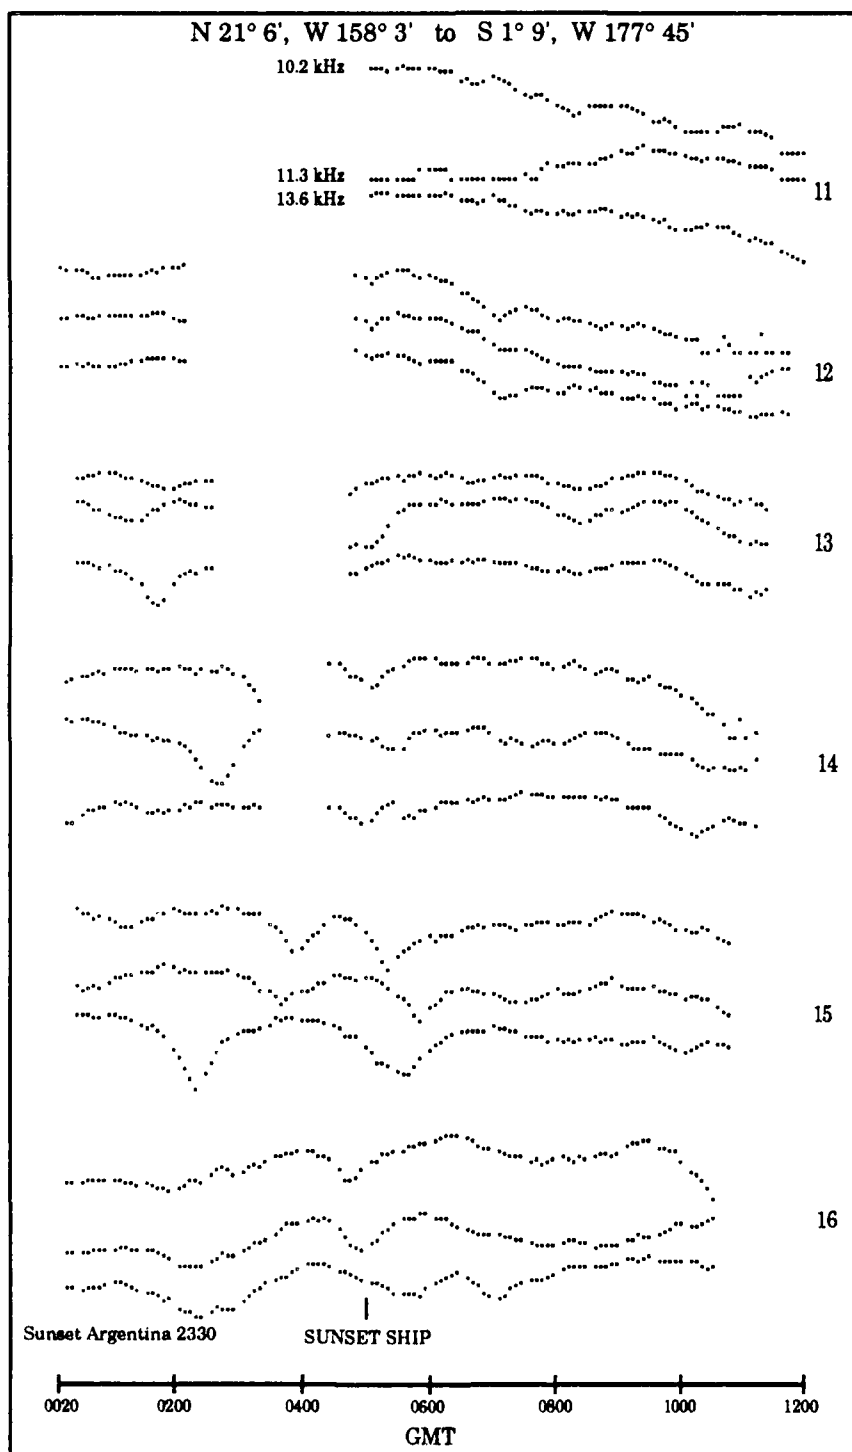 N 21° 6', W 158° 3' to S 1° 9', W 177° 45'
10.2 kHz
11.3 kHz
13.6 kHz
11
12
13
14
15
16
Sunset Argentina 2330
SUNSET SHIP
0020 0200 0400 0600 0800 1000 1200
GMT